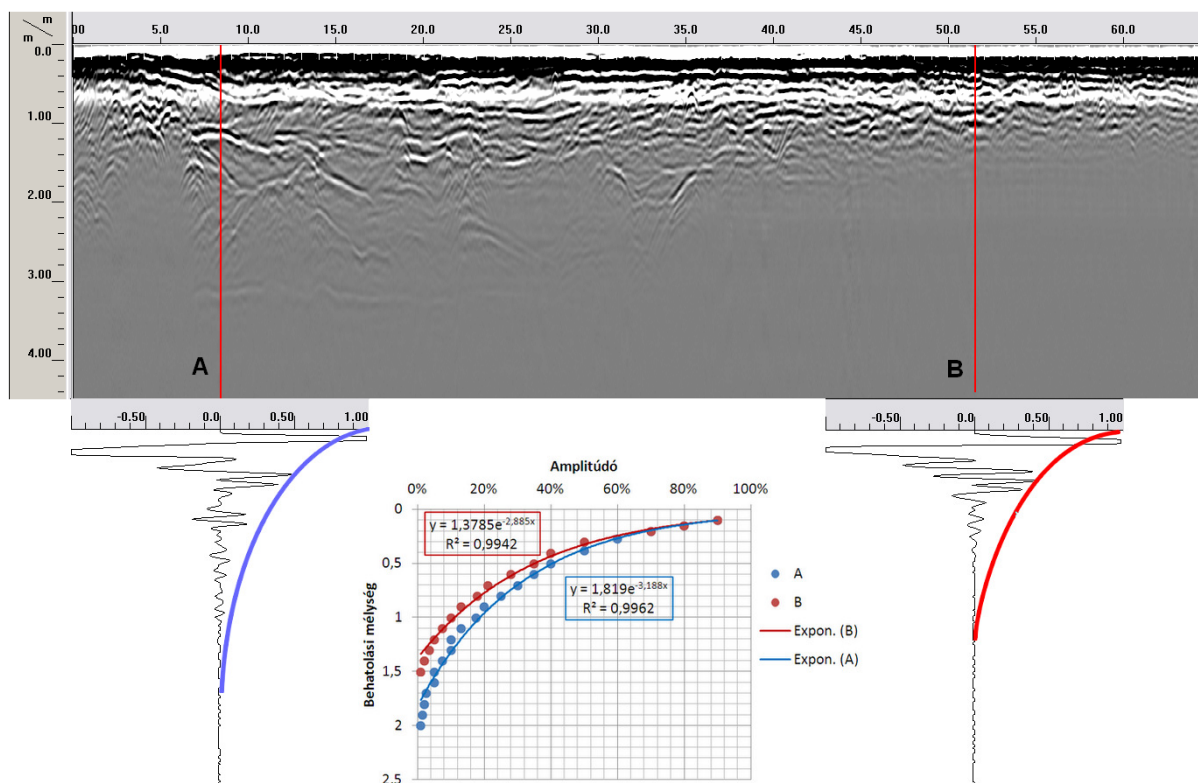 m
m
00 5.0 10.0 15.0 20.0 25.0 30.0 35.0 40.0 45.0 50.0 55.0 60.0
0.0
1.00
2.00
3.00
4.00
A
B
-0.50 0.0 0.50 1.00
-0.50 0.0 0.50 1.00
Amplitúdó
0% 20% 40% 60% 80% 100%
Behatolási mélység
0
0,5
1
1,5
2
2,5
y = 1,3785e^-2,885x
R² = 0,9942
y = 1,819e^-3,188x
R² = 0,9962
A
B
Expon. (B)
Expon. (A)